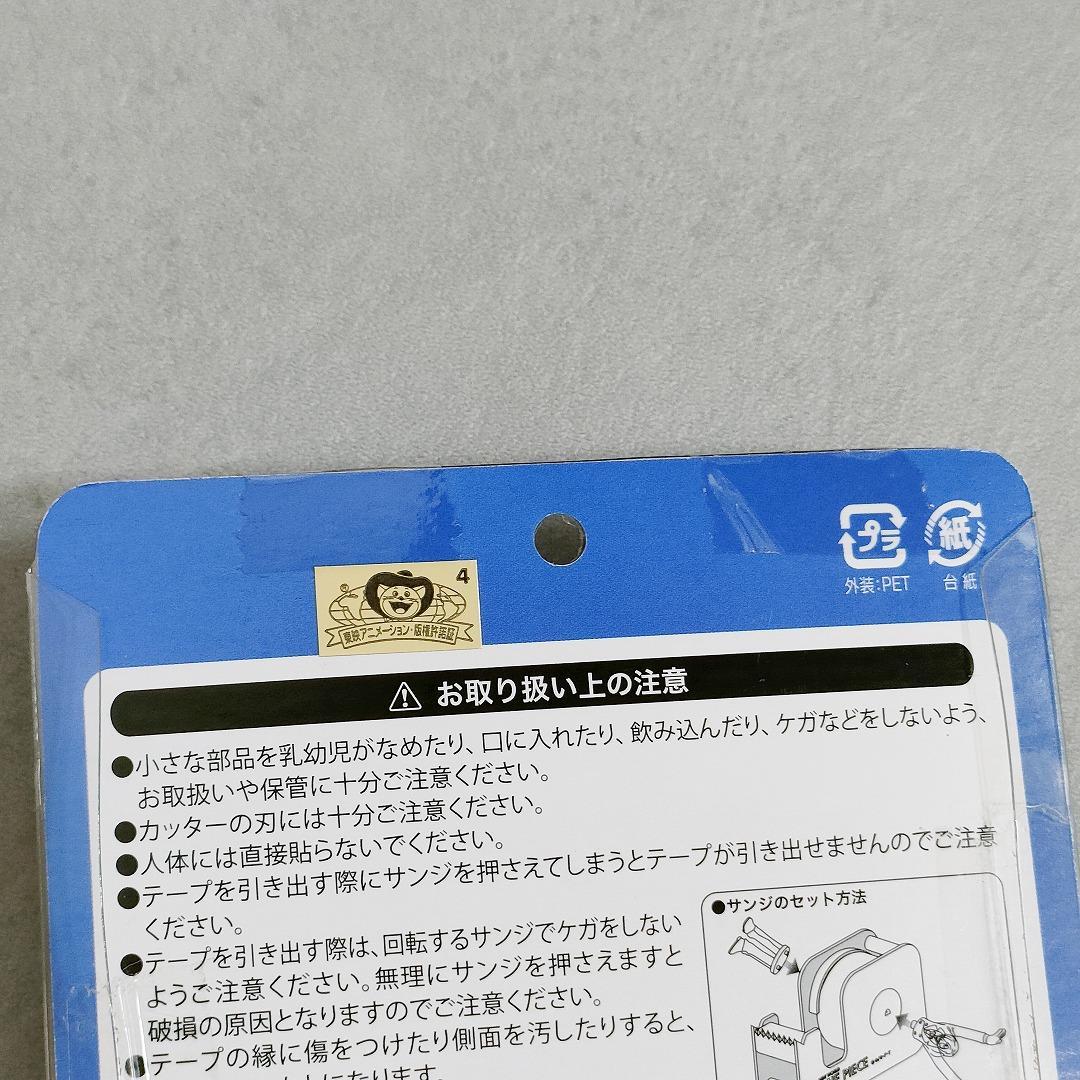 4
東映アニメーション・版権許諾証
プラ
紙
外装:PET
台紙
お取り扱い上の注意
●小さな部品を乳幼児がなめたり、口に入れたり、飲み込んだり、ケガなどをしないよう、
お取扱いや保管に十分ご注意ください。
●カッターの刃には十分ご注意ください。
●人体には直接貼らないでください。
●テープを引き出す際にサンジを押さえてしまうとテープが引き出せませんのでご注意
ください。
●テープを引き出す際は、回転するサンジでケガをしない
ようご注意ください。無理にサンジを押さえますと
破損の原因となりますのでご注意ください。
●テープの縁に傷をつけたり側面を汚したりすると、
になります。
●サンジのセット方法
PIECE